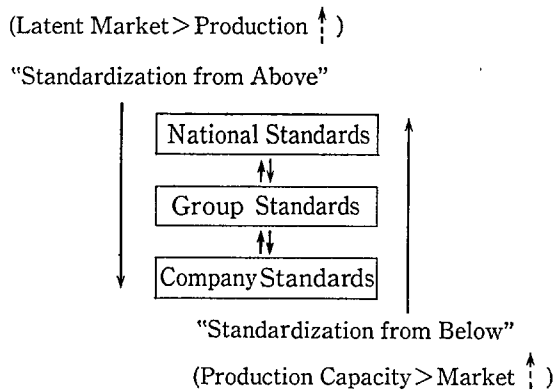 (Latent Market>Production )
“Standardization from Above”
National Standards
Group Standards
Company Standards
“Standardization from Below”
(Production Capacity>Market )